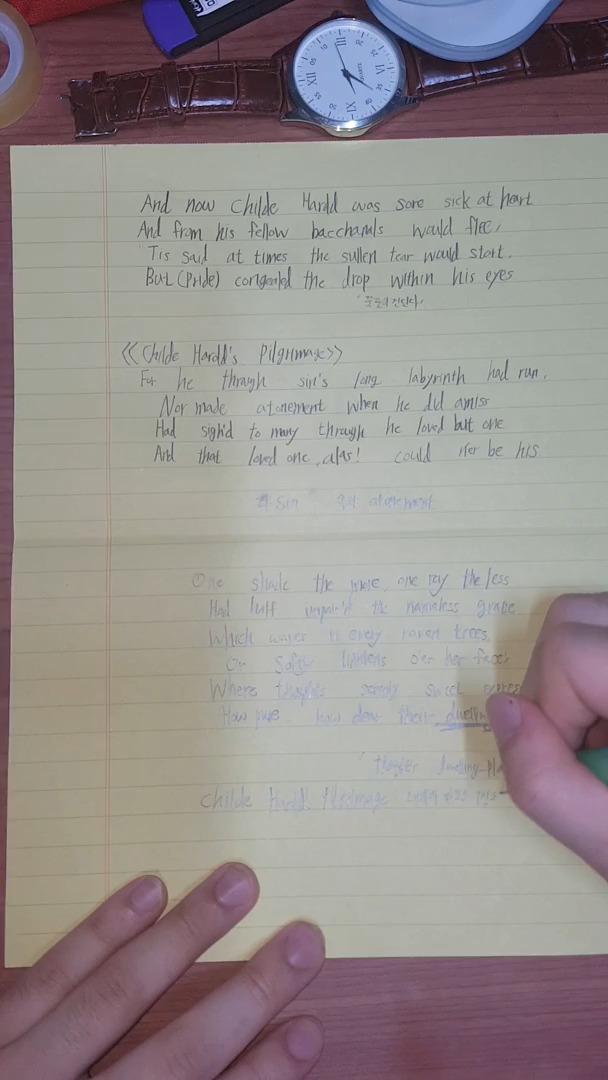 And now Childe Harold was sore sick at heart
And from his fellow bacchanals would flee,
'Tis said at times the sullen tear would start.
But (Pride) congealed the drop within his eyes
<<Childe Harold's Pilgrimage>>
For he through sin's long labyrinth had run.
Nor made atonement when he did amiss
Had sigh'd to many through he loved but one
And that loved one, alas! could ne'er be his
Sin atonement
One shade the more, one ray the less
Had half impair'd the nameless grace
Which waves in every raven tress,
Or softly lightens o'er her face
Where thoughts serenely sweet
How pure how dear their
dwelling-pla
Childe Harold Pilgrimage